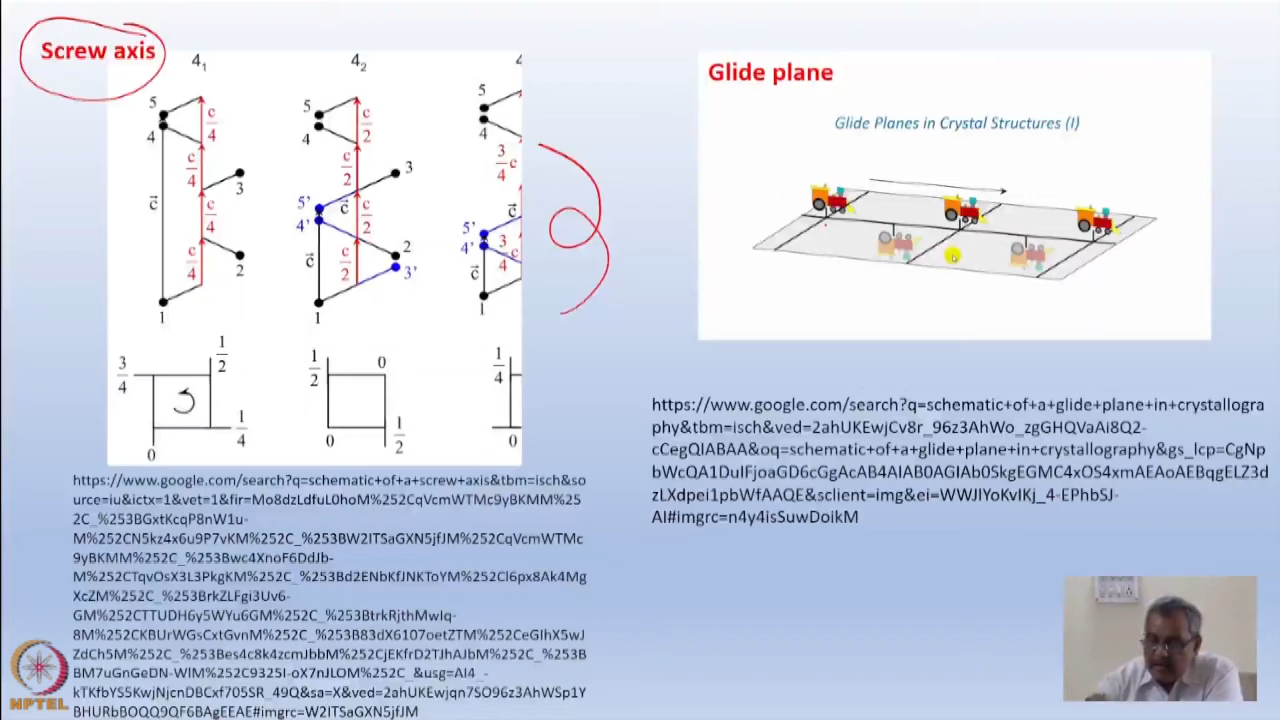 Screw axis
4₁
4₂
4
5
4
3
2
1
c/4
c/4
c/4
c/4
c⃗
5
4
3
2
1
5'
4'
3'
c/2
c/2
c/2
c/2
c⃗
c⃗
5
4
5'
4'
1
3/4 c
3/4 c
c⃗
c⃗
3/4
1/2
3
1/4
0
1/2
0
0
1/2
1/4
0
https://www.google.com/search?q=schematic+of+a+screw+axis&tbm=isch&so
urce=iu&ictx=1&vet=1&fir=Mo8dzLdfuL0hoM%252CqVcmWTMc9yBKMM%25
2C_%253BGxtKcqP8nW1u-
M%252CN5kz4x6u9P7vKM%252C_%253BW2ITSaGXN5jfJM%252CqVcmWTMc
9yBKMM%252C_%253Bwc4XnoF6DdJb-
M%252CTqvOsX3L3PkgKM%252C_%253Bd2ENbKfJNKToYM%252Cl6px8Ak4Mg
XcZM%252C_%253BrkZLFgi3Uv6-
GM%252CTTUDH6y5WYu6GM%252C_%253BtrkRjthMwIq-
8M%252CKBUrWGsCxtGvnM%252C_%253B83dX6107oetZTM%252CeGlhX5wJ
ZdCh5M%252C_%253Bes4c8k4zcmJbbM%252CjEKfrD2TJhAJbM%252C_%253B
BM7uGnGeDN-WIM%252C9325I-oX7nJLOM%252C_&usg=AI4_-
kTKfbYS5KwjNjcnDBCxf705SR_49Q&sa=X&ved=2ahUKEwjqn7SO96z3AhWSp1Y
BHURbBOQQ9QF6BAgEEAE#imgrc=W2ITSaGXN5jfJM
Glide plane
Glide Planes in Crystal Structures (I)
https://www.google.com/search?q=schematic+of+a+glide+plane+in+crystallogra
phy&tbm=isch&ved=2ahUKEwjCv8r_96z3AhWo_zgGHQVaAi8Q2-
cCegQIABAA&oq=schematic+of+a+glide+plane+in+crystallography&gs_lcp=CgNp
bWcQA1DulFjoaGD6cGgAcAB4AIAB0AGIAb0SkgEGMC4xOS4xmAEAoAEBqgELZ3d
zLXdpei1pbWfAAQE&sclient=img&ei=WWJlYoKvIKj_4-EPhbSJ-
AI#imgrc=n4y4isSuwDoikM
NPTEL